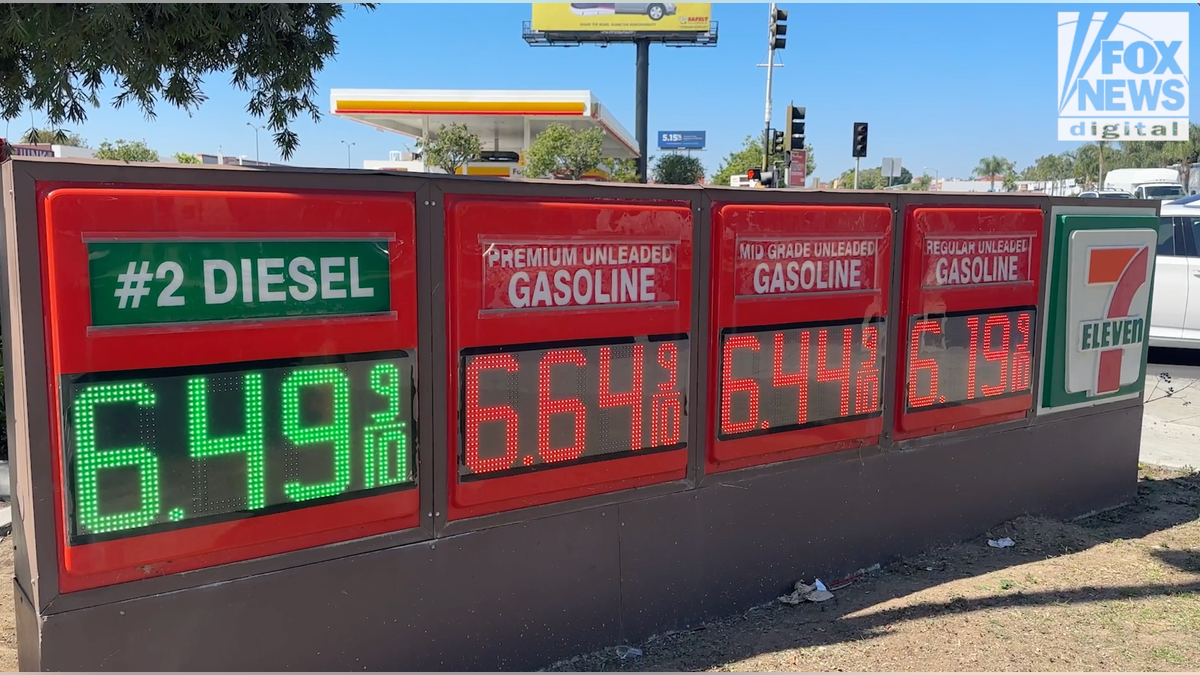 FOX
NEWS
digital
5.15%
#2 DIESEL
6.49 9/10
PREMIUM UNLEADED
GASOLINE
6.64 9/10
MID GRADE UNLEADED
GASOLINE
6.44 9/10
REGULAR UNLEADED
GASOLINE
6.19 9/10
7
ELEVEN